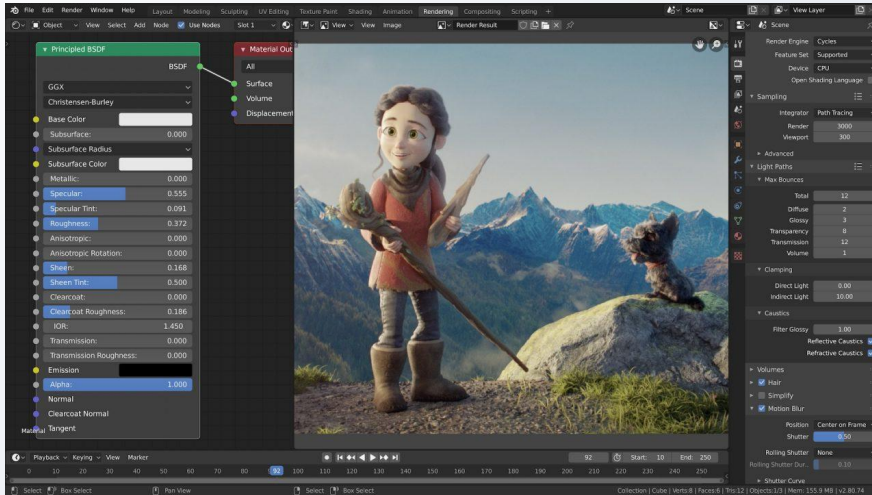 File Edit Render Window Help Layout Modeling Sculpting UV Editing Texture Paint Shading Animation Rendering Compositing Scripting + Scene View Layer
Object View Select Add Node Use Nodes Slot 1 View View Image Render Result Scene
Principled BSDF
BSDF
GGX
Christensen-Burley
Base Color
Subsurface: 0.000
Subsurface Radius
Subsurface Color
Metallic: 0.000
Specular: 0.555
Specular Tint: 0.091
Roughness: 0.372
Anisotropic: 0.000
Anisotropic Rotation: 0.000
Sheen: 0.168
Sheen Tint: 0.500
Clearcoat: 0.000
Clearcoat Roughness: 0.186
IOR: 1.450
Transmission: 0.000
Transmission Roughness: 0.000
Emission
Alpha: 1.000
Normal
Clearcoat Normal
Tangent
Material
Material Out
All
Surface
Volume
Displacement
Render Engine Cycles
Feature Set Supported
Device CPU
Open Shading Language
Sampling
Integrator Path Tracing
Render 3000
Viewport 300
Advanced
Light Paths
Max Bounces
Total 12
Diffuse 2
Glossy 3
Transparency 8
Transmission 12
Volume 1
Clamping
Direct Light 0.00
Indirect Light 10.00
Caustics
Filter Glossy 1.00
Reflective Caustics
Refractive Caustics
Volumes
Hair
Simplify
Motion Blur
Position Center on Frame
Shutter 0.50
Rolling Shutter None
Rolling Shutter Dur.. 0.10
Shutter Curve
Playback Keying View Marker 92 Start: 10 End: 250
0 10 20 30 40 50 60 70 80 92 100 110 120 130 140 150 160 170 180 190 200 210 220 230 240 250
Select Box Select Pan View Select Box Select Collection | Cube | Verts:8 | Faces:6 | Tris:12 | Objects:1/3 | Mem: 155.9 MB | v2.80.74